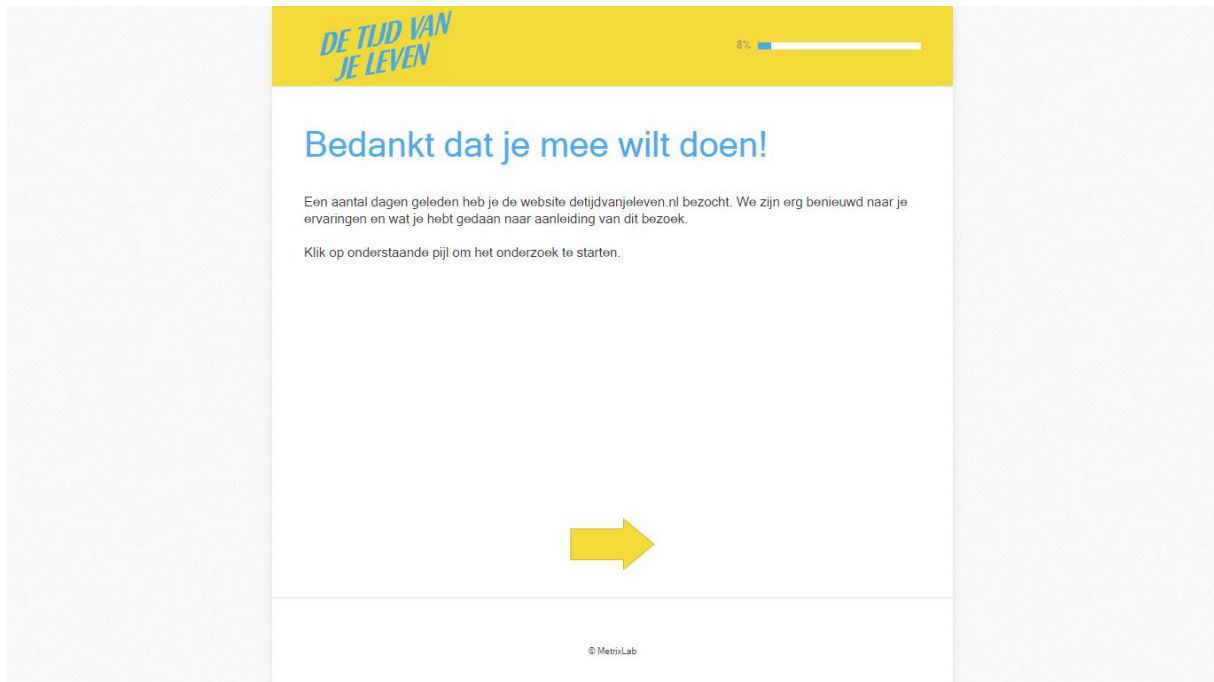 DE TIJD VAN
JE LEVEN
8%
Bedankt dat je mee wilt doen!
Een aantal dagen geleden heb je de website detijdvanjeleven.nl bezocht. We zijn erg benieuwd naar je
ervaringen en wat je hebt gedaan naar aanleiding van dit bezoek.
Klik op onderstaande pijl om het onderzoek te starten.
© MetrixLab